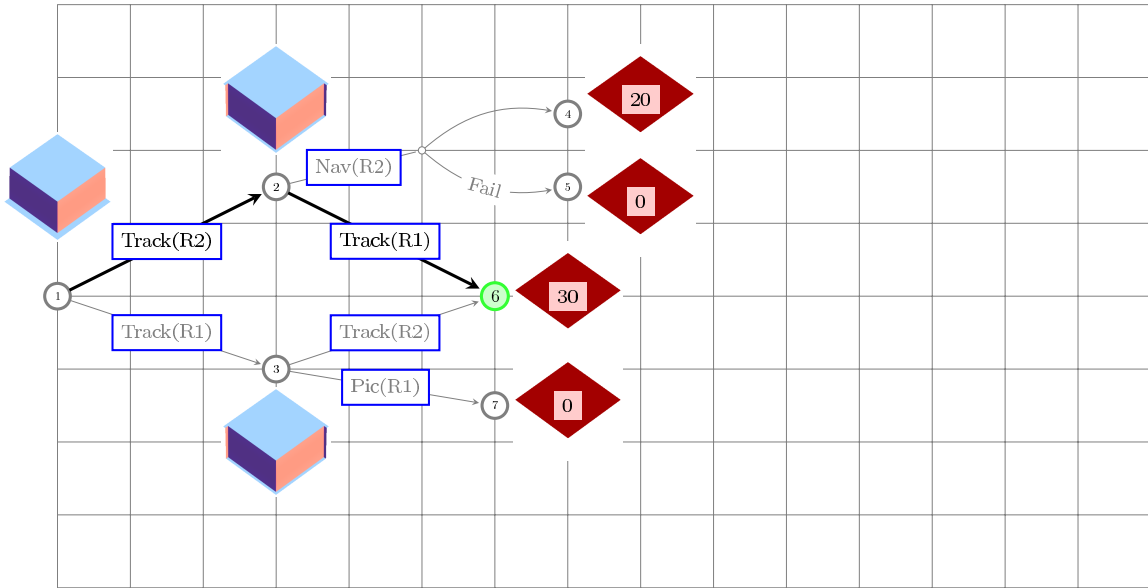 20
4
Nav(R2)
2
Fail
5
0
Track(R2)
Track(R1)
1
6
30
Track(R1)
Track(R2)
3
Pic(R1)
7
0